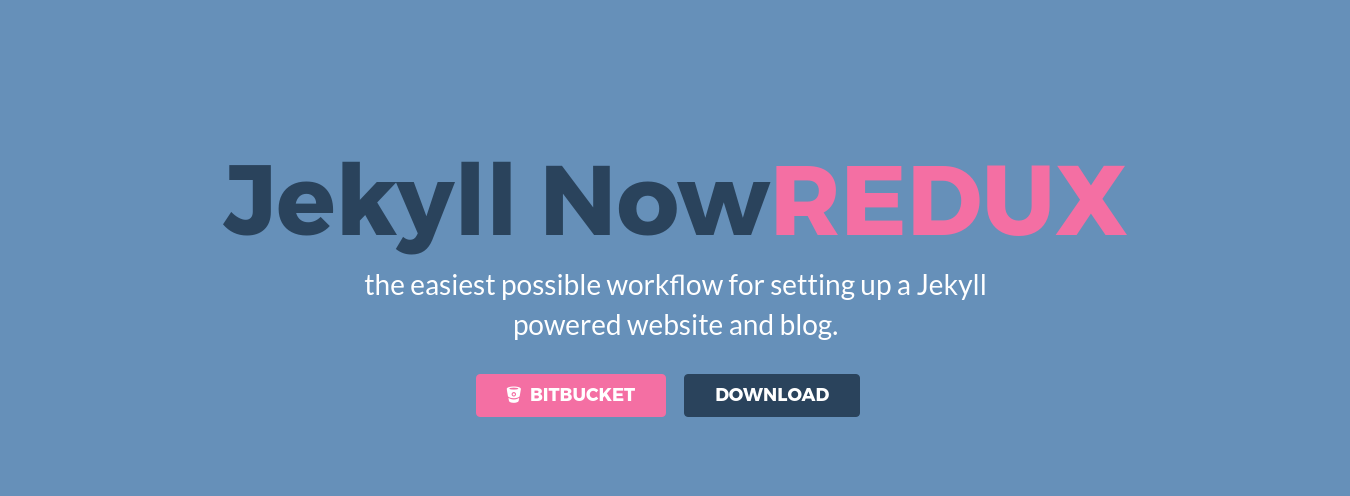 Jekyll NowREDUX
the easiest possible workflow for setting up a Jekyll
powered website and blog.
BITBUCKET DOWNLOAD